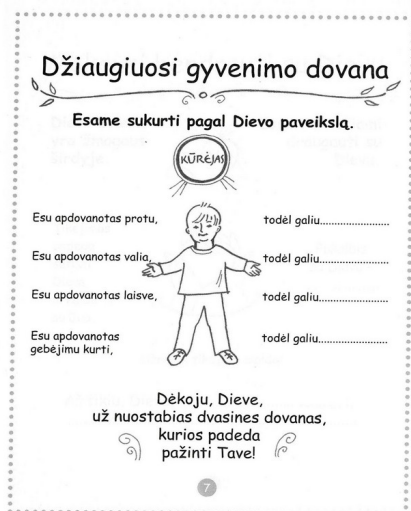 Džiaugiuosi gyvenimo dovana
Esame sukurti pagal Dievo paveikslą.
KŪRĖJAS
Esu apdovanotas protu, todėl galiu........................
Esu apdovanotas valia, todėl galiu........................
Esu apdovanotas laisve, todėl galiu........................
Esu apdovanotas
gebėjimu kurti, todėl galiu........................
Dėkoju, Dieve,
už nuostabias dvasines dovanas,
kurios padeda
pažinti Tave!
7